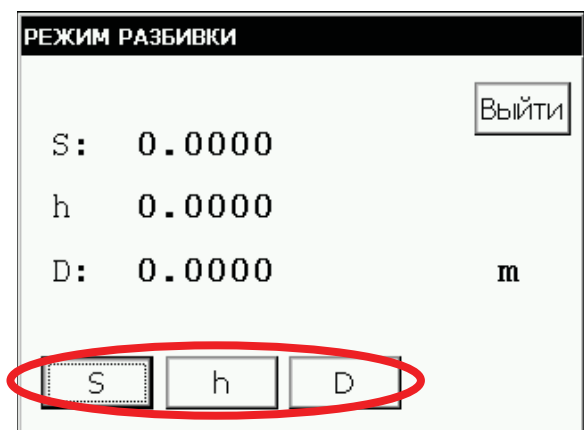 РЕЖИМ РАЗБИВКИ
Выйти
S: 0.0000
h 0.0000
D: 0.0000 m
S h D